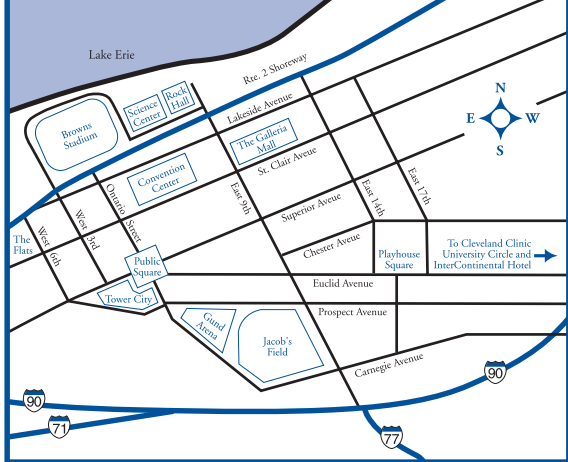 Lake Erie
Rte. 2 Shoreway
Rock
Hall
Science
Center
Lakeside Avenue
N
E
W
S
Browns
Stadium
The Galleria
Mall
St. Clair Aveue
Convention
Center
Ontario
Street
East 9th
East 14th
East 17th
Superior Aveue
West 3rd
West 6th
The
Flats
Chester Aveue
Public
Square
Playhouse
Square
To Cleveland Clinic
University Circle and
InterContinental Hotel
Euclid Avenue
Tower City
Prospect Avenue
Gund
Arena
Jacob's
Field
Carnegie Avenue
90
90
71
77